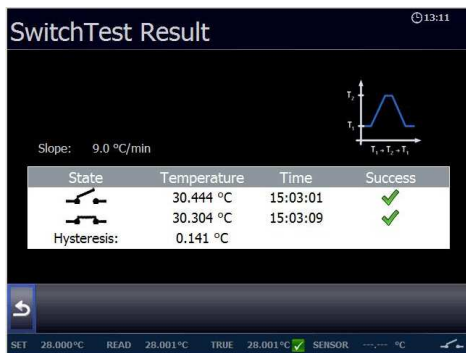 SwitchTest Result
13:11
T₂
T₁
T₁→T₂→T₁
Slope: 9.0 °C/min
State Temperature Time Success
30.444 °C 15:03:01
30.304 °C 15:03:09
Hysteresis: 0.141 °C
SET 28.000°C READ 28.001°C TRUE 28.001°C SENSOR ---.--- °C